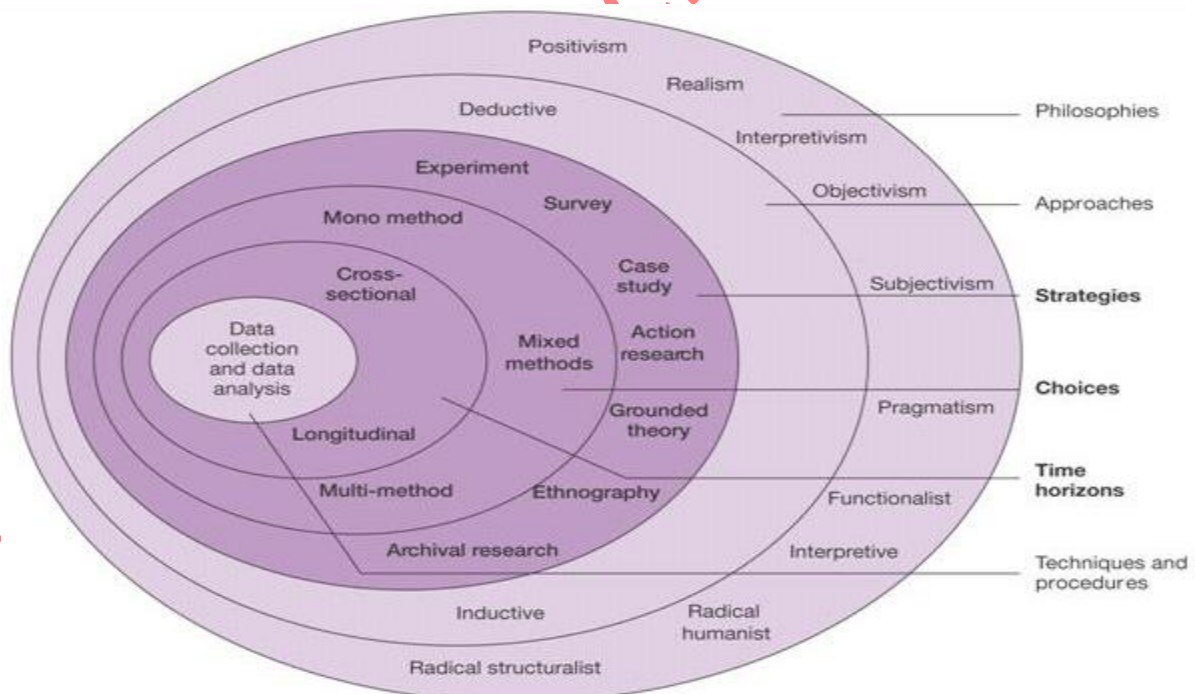 Positivism
Realism
Philosophies
Deductive
Interpretivism
Experiment
Objectivism
Approaches
Survey
Mono method
Case
study
Cross-
sectional
Subjectivism
Strategies
Data
collection
and data
analysis
Mixed
methods
Action
research
Choices
Pragmatism
Grounded
theory
Longitudinal
Time
horizons
Multi-method
Ethnography
Functionalist
Archival research
Interpretive
Techniques and
procedures
Inductive
Radical
humanist
Radical structuralist